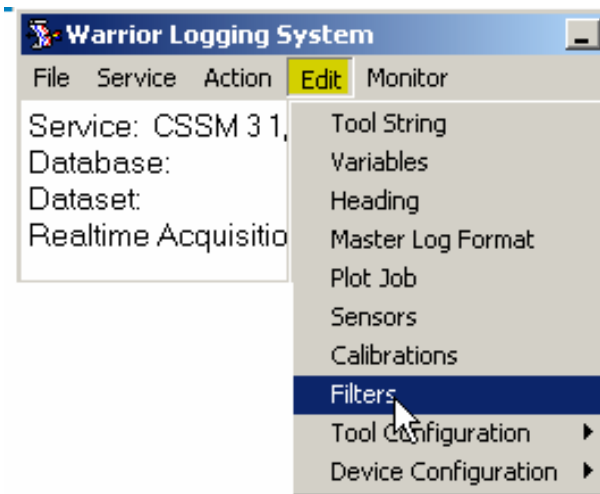 Warrior Logging System
File Service Action Edit Monitor
Service: CSSM 3 1,
Database:
Dataset:
Realtime Acquisitio
Tool String
Variables
Heading
Master Log Format
Plot Job
Sensors
Calibrations
Filters
Tool Configuration
Device Configuration